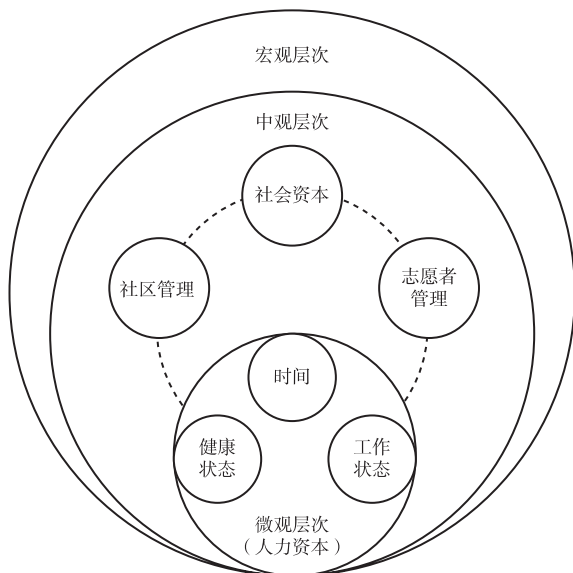 宏观层次
中观层次
社会资本
社区管理
志愿者
管理
时间
健康
状态
工作
状态
微观层次
（人力资本）